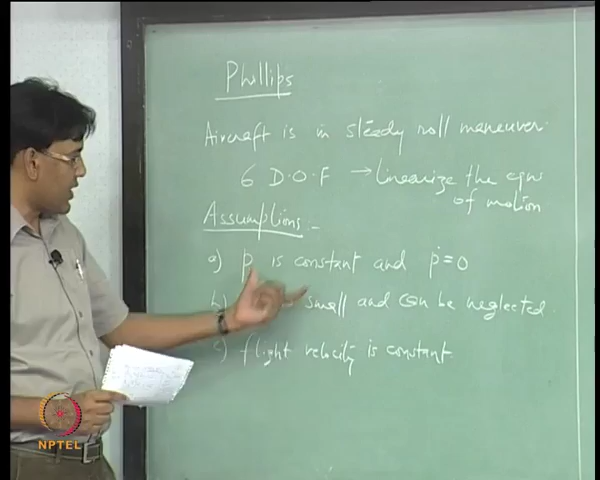 Phillips
Aircraft is in steady roll maneuver.
6 D.O.F → linearize the eqns
of motion
Assumptions:-
a) p is constant and ṗ=0
b) small and can be neglected.
c) flight velocity is constant.
NPTEL